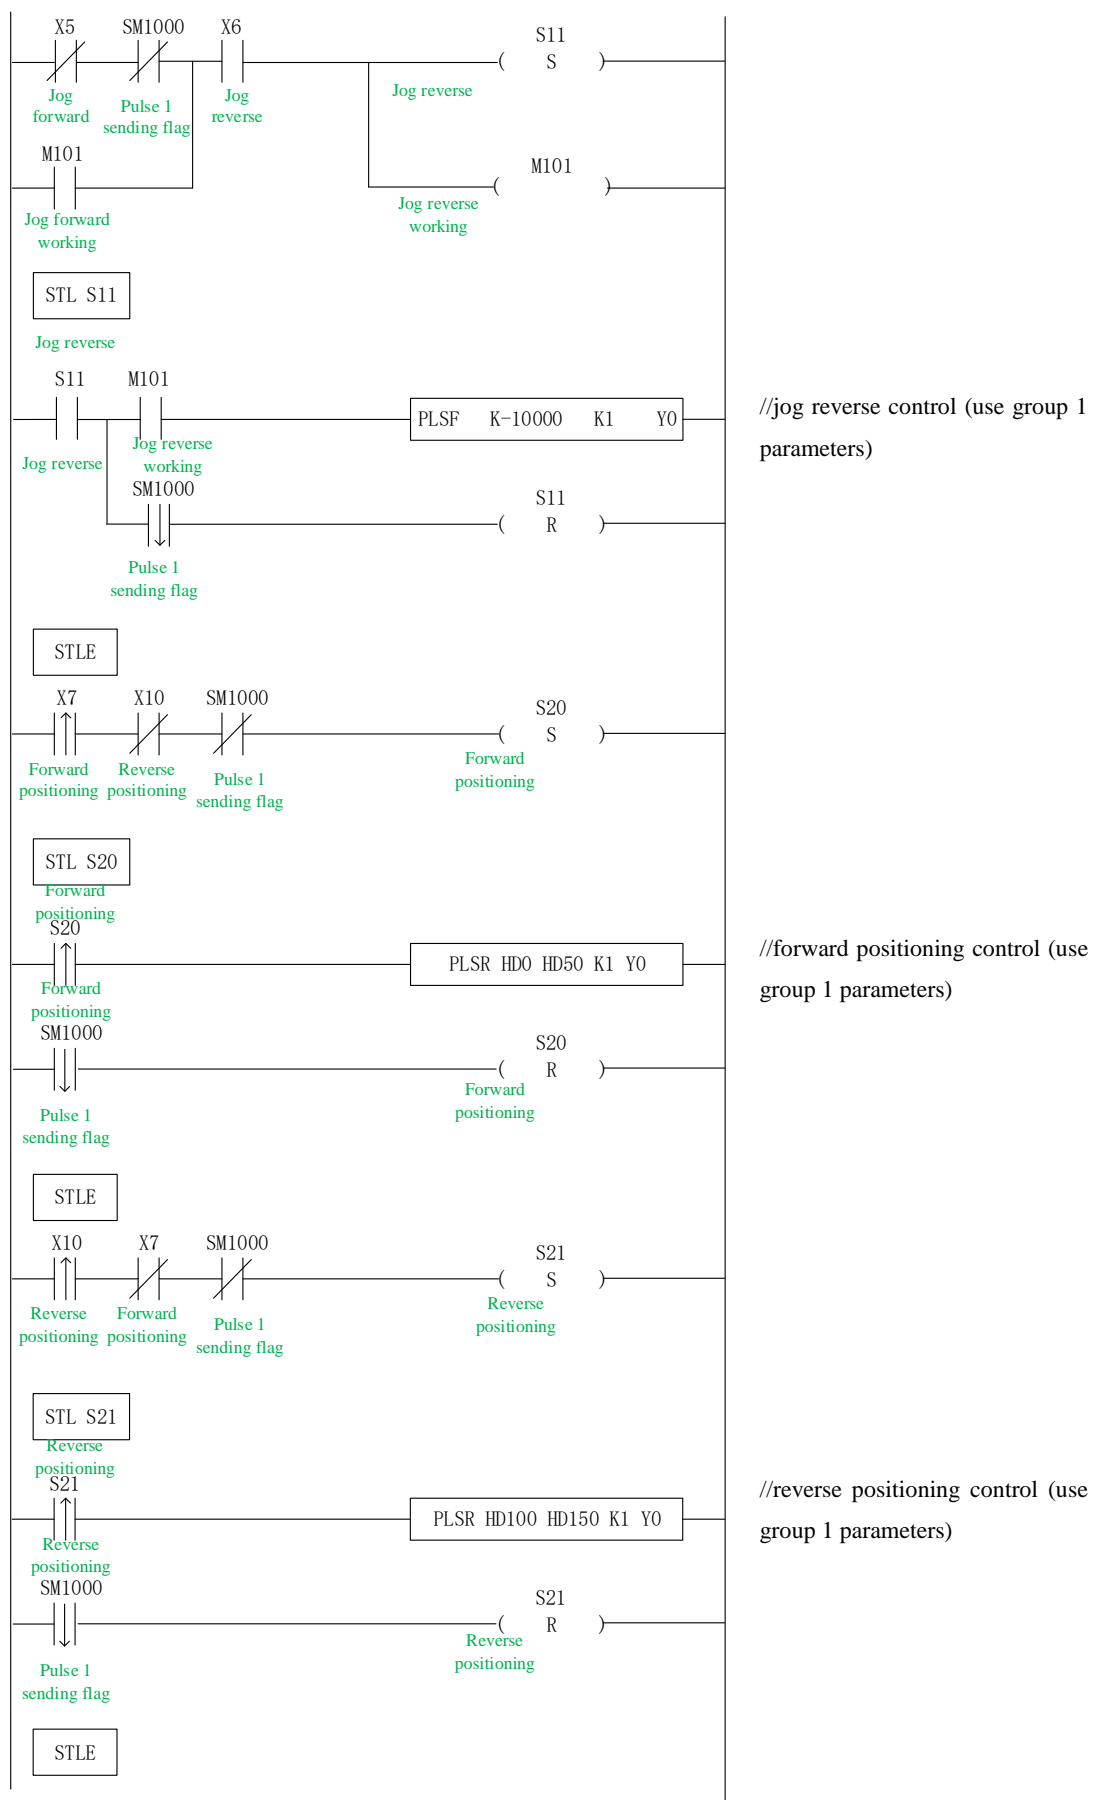 X5 SM1000 X6
S11
( S )
Jog forward
Pulse 1 sending flag
Jog reverse
Jog reverse
M101
M101
( )
Jog forward working
Jog reverse working
STL S11
Jog reverse
S11 M101
PLSF K-10000 K1 Y0
//jog reverse control (use group 1
parameters)
Jog reverse
Jog reverse working
SM1000
S11
( R )
Pulse 1
sending flag
STLE
X7 X10 SM1000
S20
( S )
Forward positioning
Reverse positioning
Pulse 1 sending flag
Forward positioning
STL S20
Forward
positioning
S20
PLSR HD0 HD50 K1 Y0
//forward positioning control (use
group 1 parameters)
Forward
positioning
SM1000
S20
( R )
Forward
positioning
Pulse 1
sending flag
STLE
X10 X7 SM1000
S21
( S )
Reverse positioning
Forward positioning
Pulse 1 sending flag
Reverse positioning
STL S21
Reverse
positioning
S21
PLSR HD100 HD150 K1 Y0
//reverse positioning control (use
group 1 parameters)
Reverse
positioning
SM1000
S21
( R )
Reverse
positioning
Pulse 1
sending flag
STLE